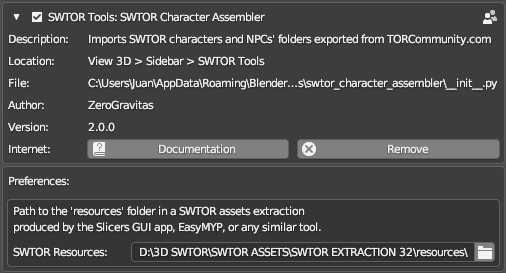 SWTOR Tools: SWTOR Character Assembler
Description: Imports SWTOR characters and NPCs' folders exported from TORCommunity.com
Location: View 3D > Sidebar > SWTOR Tools
File: C:\Users\Juan\AppData\Roaming\Blender…s\swtor_character_assembler\__init__.py
Author: ZeroGravitas
Version: 2.0.0
Internet: Documentation Remove
Preferences:
Path to the 'resources' folder in a SWTOR assets extraction
produced by the Slicers GUI app, EasyMYP, or any similar tool.
SWTOR Resources: D:\3D SWTOR\SWTOR ASSETS\SWTOR EXTRACTION 32\resources\